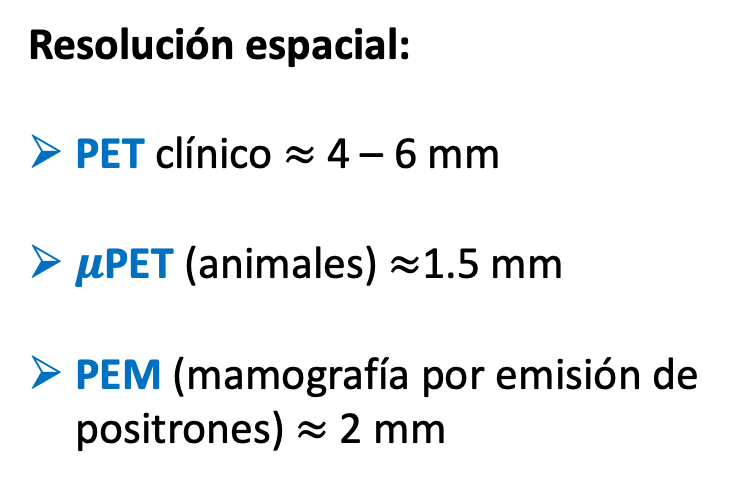 Resolución espacial:
➢ PET clínico ≈ 4 – 6 mm
➢ μPET (animales) ≈1.5 mm
➢ PEM (mamografía por emisión de
positrones) ≈ 2 mm